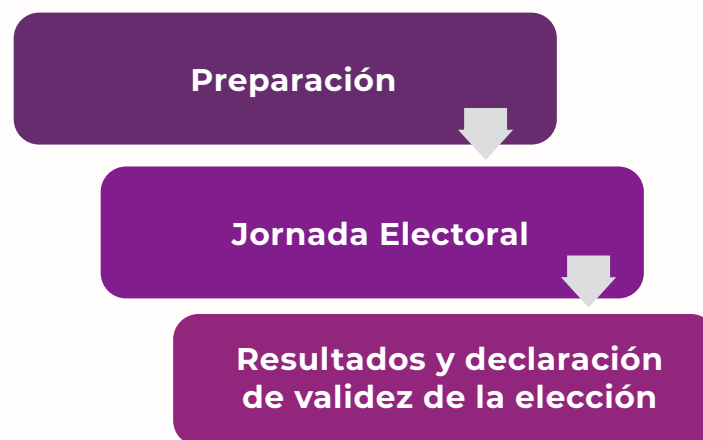 Preparación
Jornada Electoral
Resultados y declaración
de validez de la elección